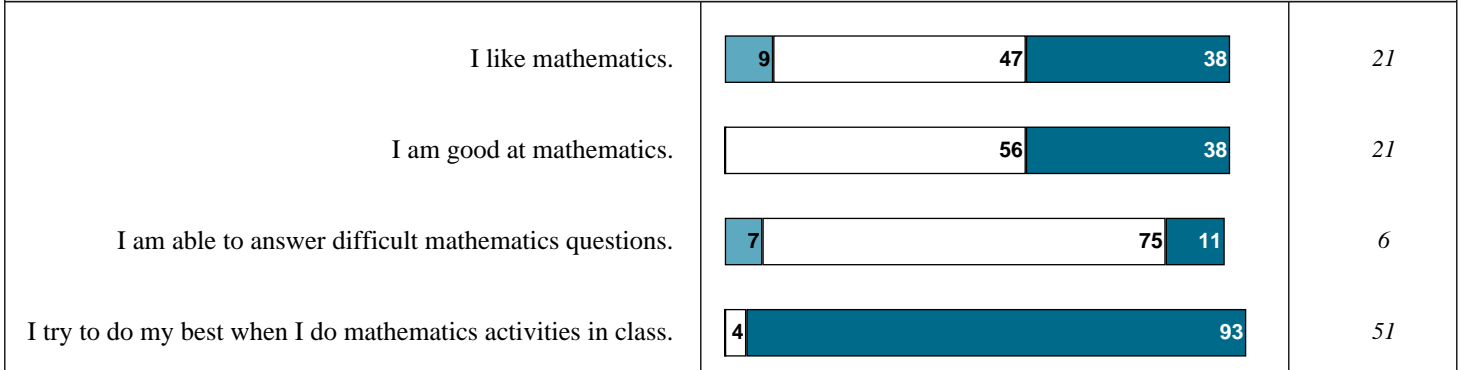 I like mathematics. 9 47 38 21
I am good at mathematics. 56 38 21
I am able to answer difficult mathematics questions. 7 75 11 6
I try to do my best when I do mathematics activities in class. 4 93 51